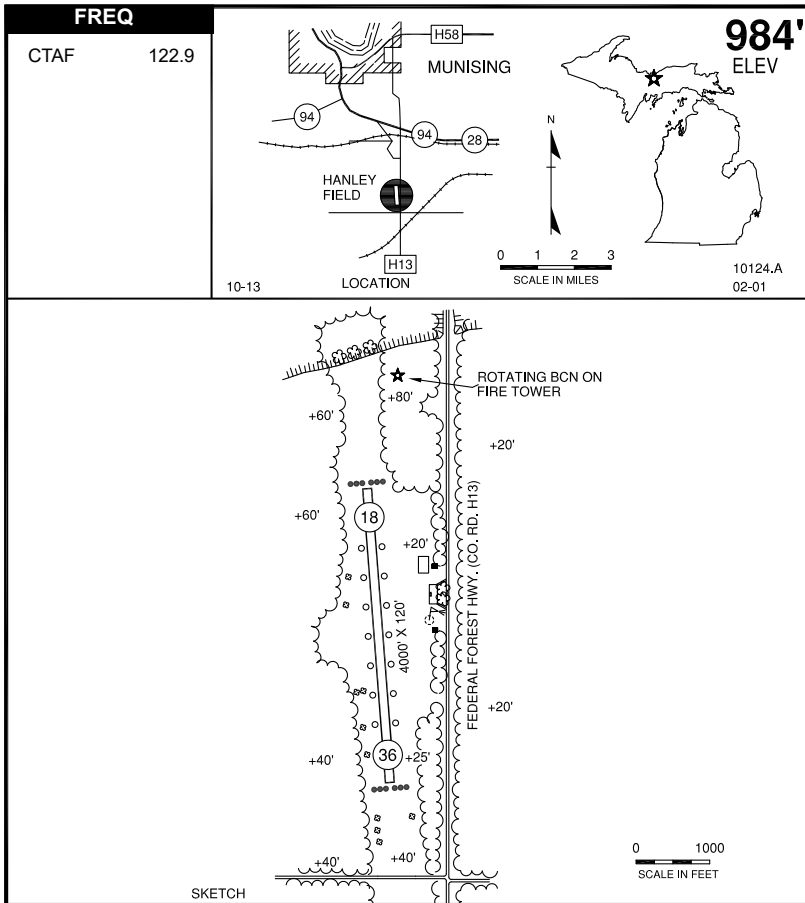 FREQ
CTAF 122.9
H58
MUNISING
94
94
28
HANLEY
FIELD
H13
10-13
LOCATION
N
0 1 2 3
SCALE IN MILES
984'
ELEV
10124.A
02-01
ROTATING BCN ON
FIRE TOWER
+80'
+60'
+20'
+60'
18
+20'
4000' X 120'
FEDERAL FOREST HWY. (CO. RD. H13)
+20'
36
+25'
+40'
+40'
+40'
0 1000
SCALE IN FEET
SKETCH